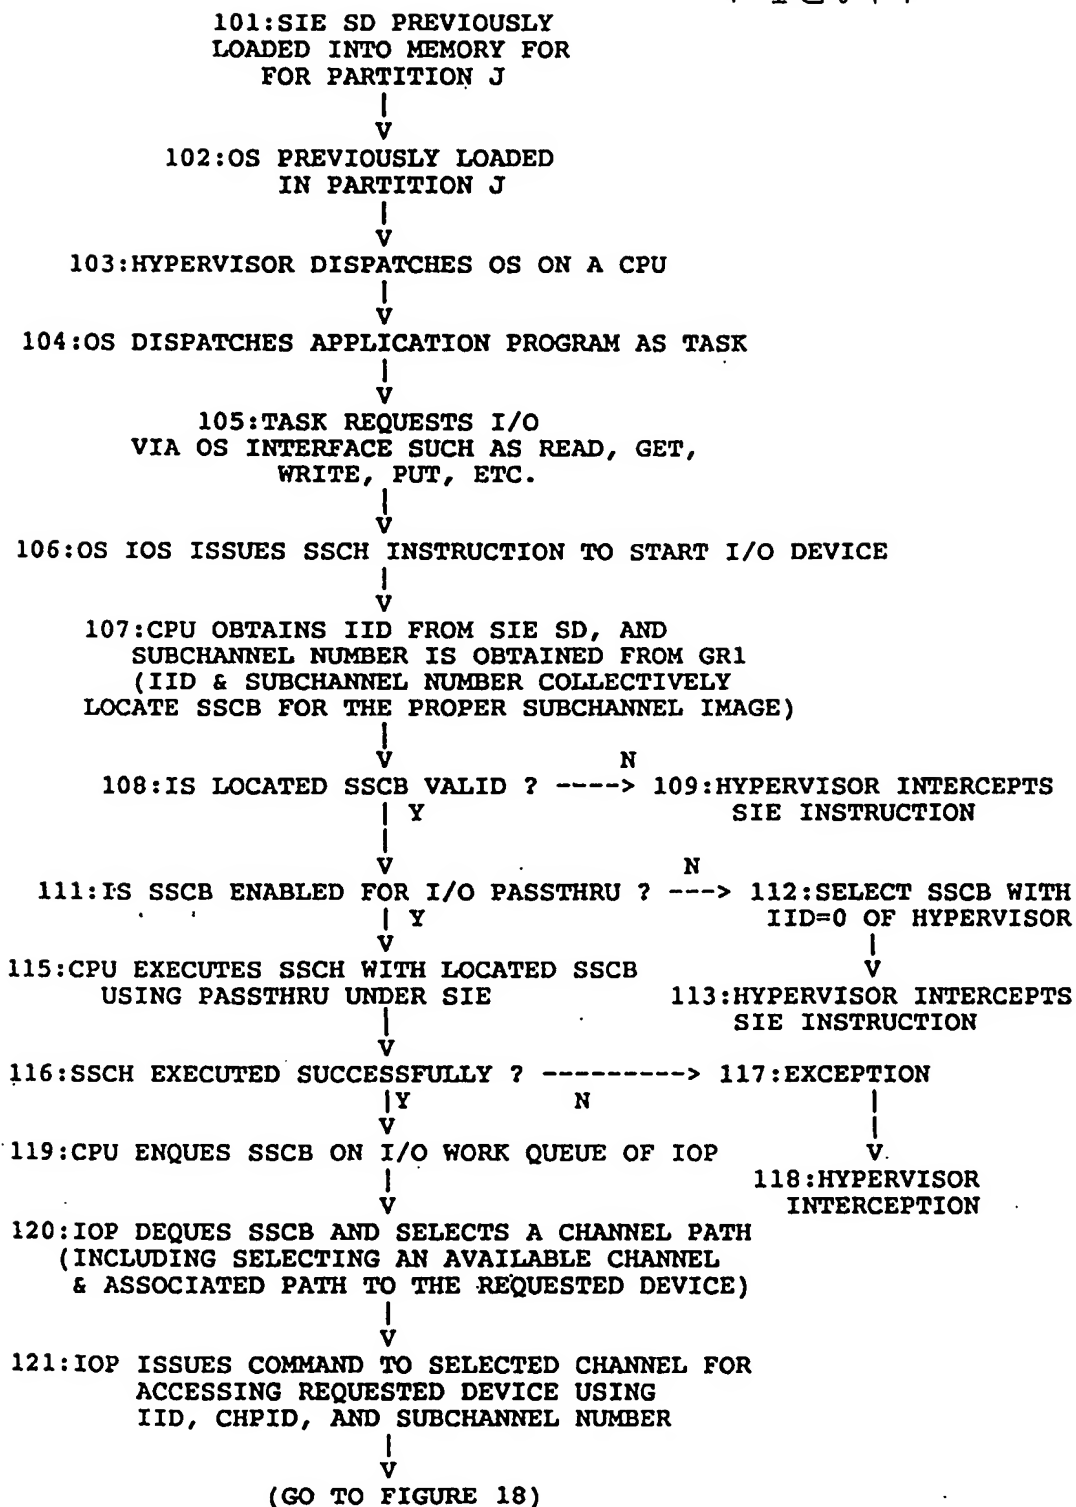 101:SIE SD PREVIOUSLY
LOADED INTO MEMORY FOR
FOR PARTITION J
|
V
102:OS PREVIOUSLY LOADED
IN PARTITION J
|
V
103:HYPERVISOR DISPATCHES OS ON A CPU
|
V
104:OS DISPATCHES APPLICATION PROGRAM AS TASK
|
V
105:TASK REQUESTS I/O
VIA OS INTERFACE SUCH AS READ, GET,
WRITE, PUT, ETC.
|
V
106:OS IOS ISSUES SSCH INSTRUCTION TO START I/O DEVICE
|
V
107:CPU OBTAINS IID FROM SIE SD, AND
SUBCHANNEL NUMBER IS OBTAINED FROM GR1
(IID & SUBCHANNEL NUMBER COLLECTIVELY
LOCATE SSCB FOR THE PROPER SUBCHANNEL IMAGE)
|
V N
108:IS LOCATED SSCB VALID ? ----> 109:HYPERVISOR INTERCEPTS
| Y SIE INSTRUCTION
|
V N
111:IS SSCB ENABLED FOR I/O PASSTHRU ? ---> 112:SELECT SSCB WITH
| Y IID=0 OF HYPERVISOR
V |
115:CPU EXECUTES SSCH WITH LOCATED SSCB V
USING PASSTHRU UNDER SIE 113:HYPERVISOR INTERCEPTS
| SIE INSTRUCTION
V
116:SSCH EXECUTED SUCCESSFULLY ? ---------> 117:EXCEPTION
|Y N |
V |
119:CPU ENQUES SSCB ON I/O WORK QUEUE OF IOP V
| 118:HYPERVISOR
V INTERCEPTION
120:IOP DEQUES SSCB AND SELECTS A CHANNEL PATH
(INCLUDING SELECTING AN AVAILABLE CHANNEL
& ASSOCIATED PATH TO THE REQUESTED DEVICE)
|
V
121:IOP ISSUES COMMAND TO SELECTED CHANNEL FOR
ACCESSING REQUESTED DEVICE USING
IID, CHPID, AND SUBCHANNEL NUMBER
|
V
(GO TO FIGURE 18)